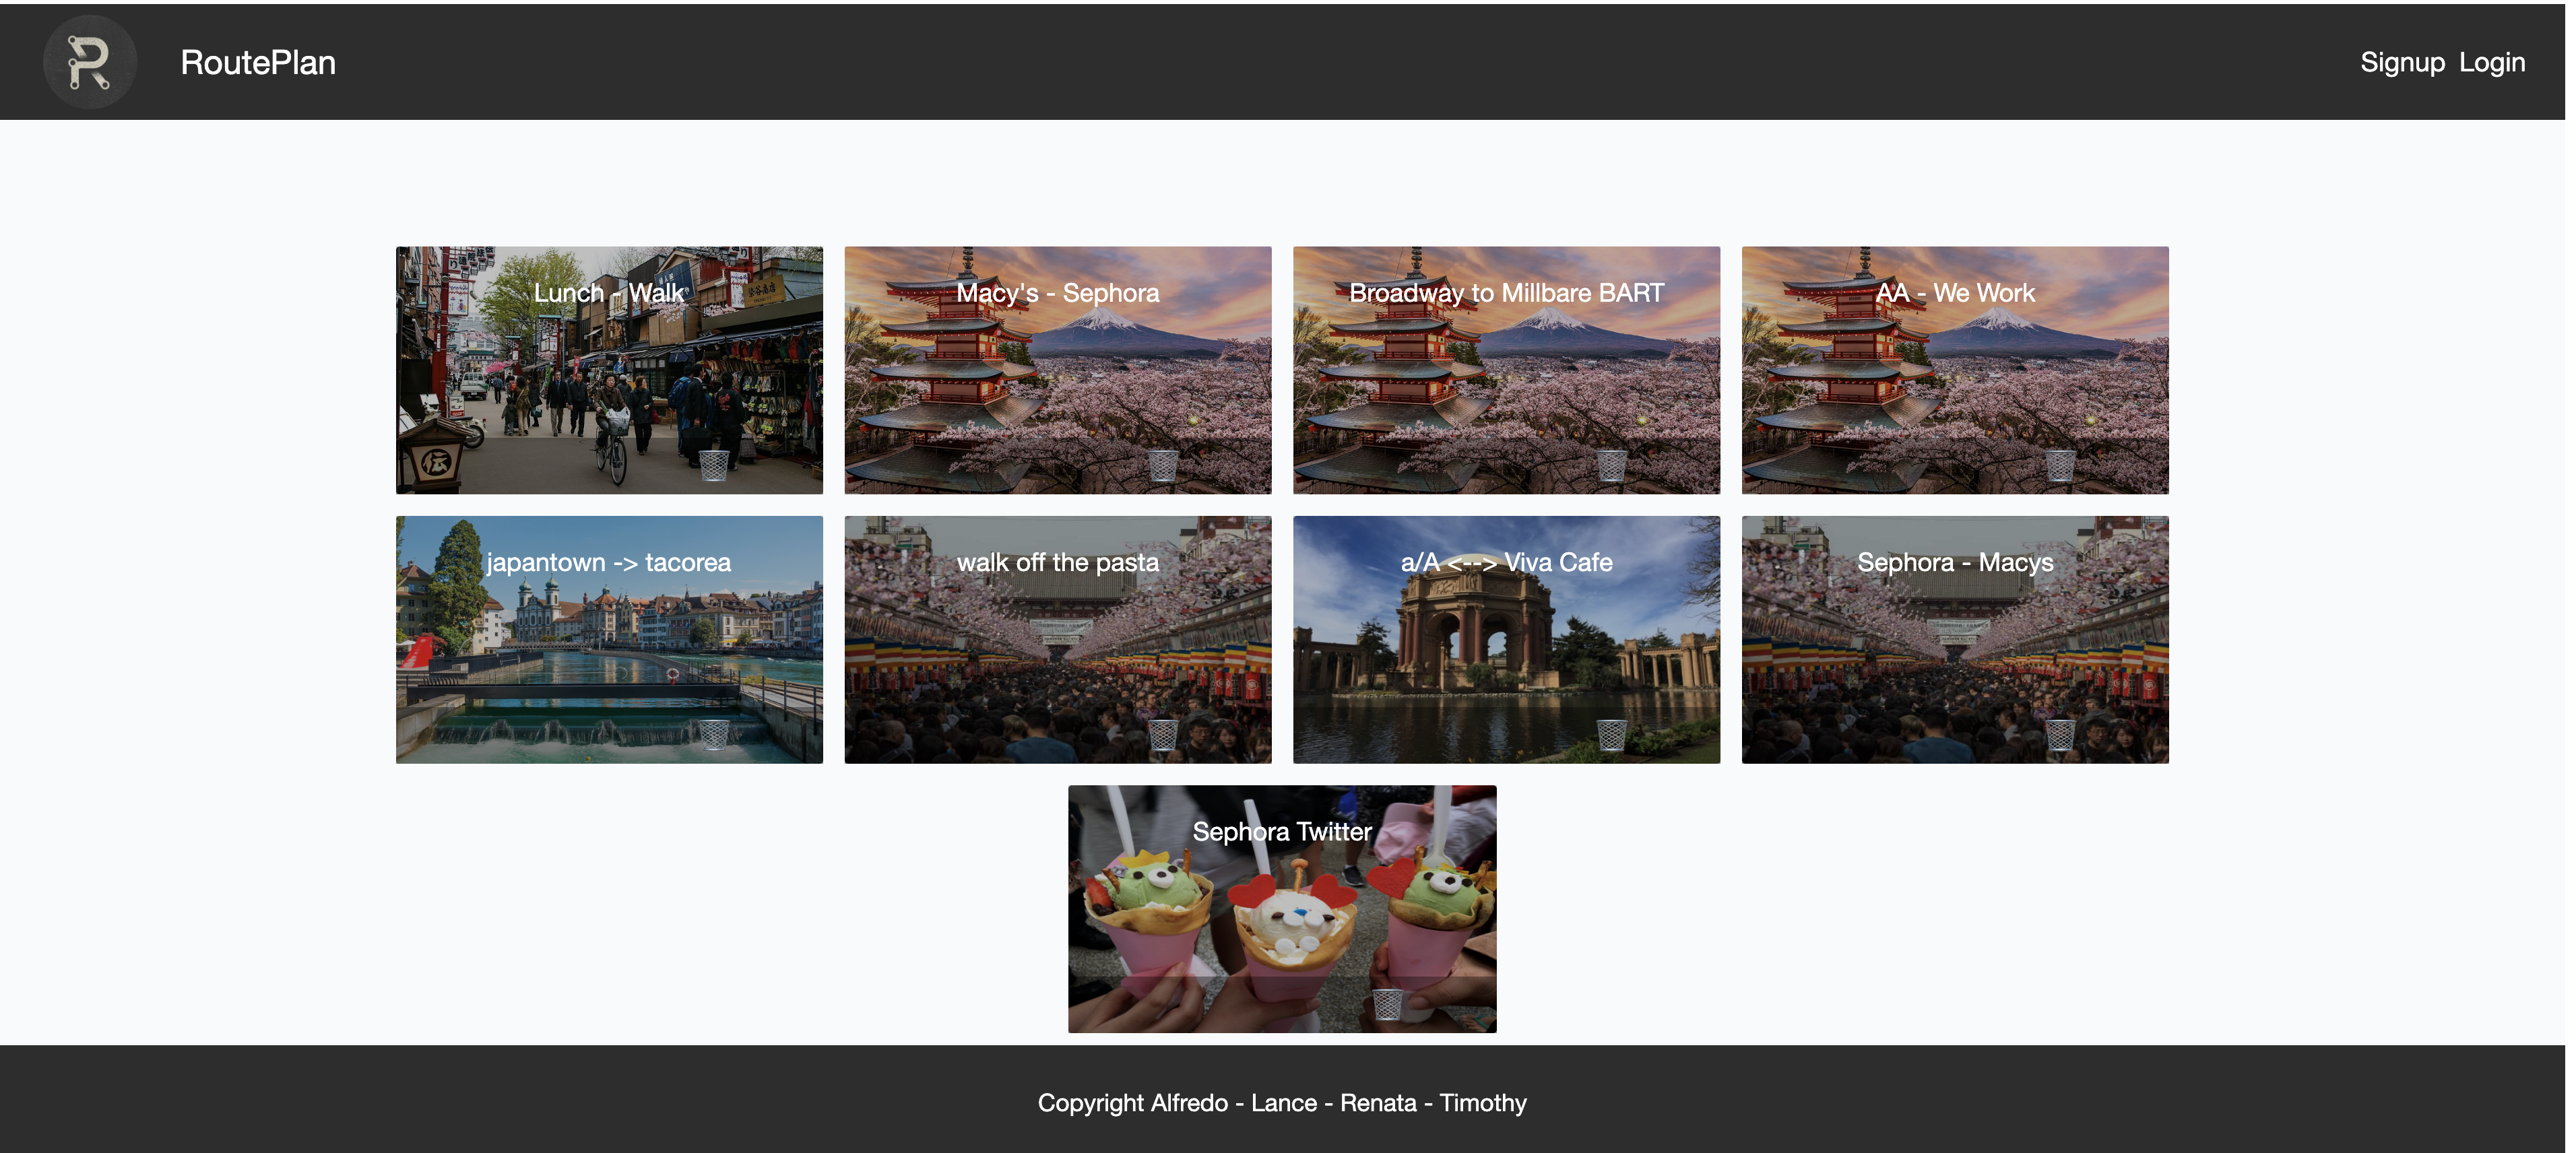 RoutePlan
Signup Login
Lunch - Walk
Macy's - Sephora
Broadway to Millbare BART
AA - We Work
japantown -> tacorea
walk off the pasta
a/A <--> Viva Cafe
Sephora - Macys
Sephora Twitter
Copyright Alfredo - Lance - Renata - Timothy